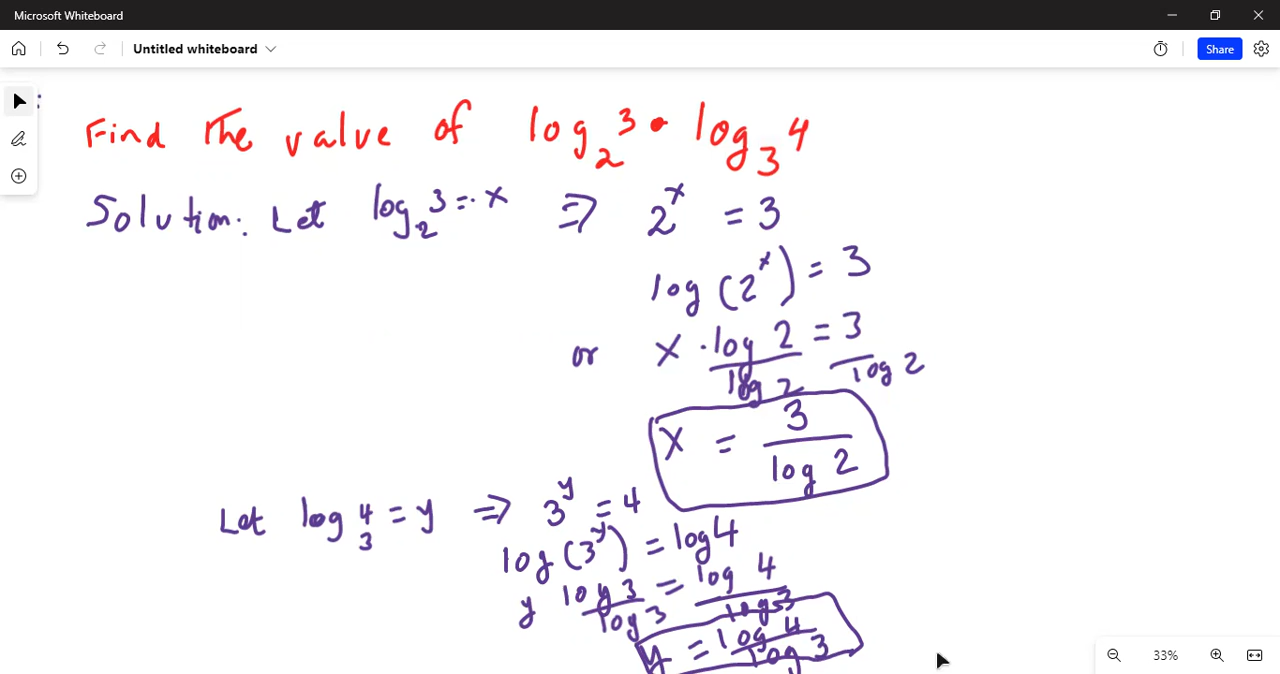 Microsoft Whiteboard
Untitled whiteboard
Share
Find The value of log₂3 • log₃4
Solution: Let log₂3 = x ⇒ 2ˣ = 3
log (2ˣ) = 3
or x · log 2 / log 2 = 3 / log 2
x = 3 / log 2
Let log₃4 = y ⇒ 3ʸ = 4
log (3ʸ) = log 4
y log 3 / log 3 = log 4 / log 3
y = log 4 / log 3
33%